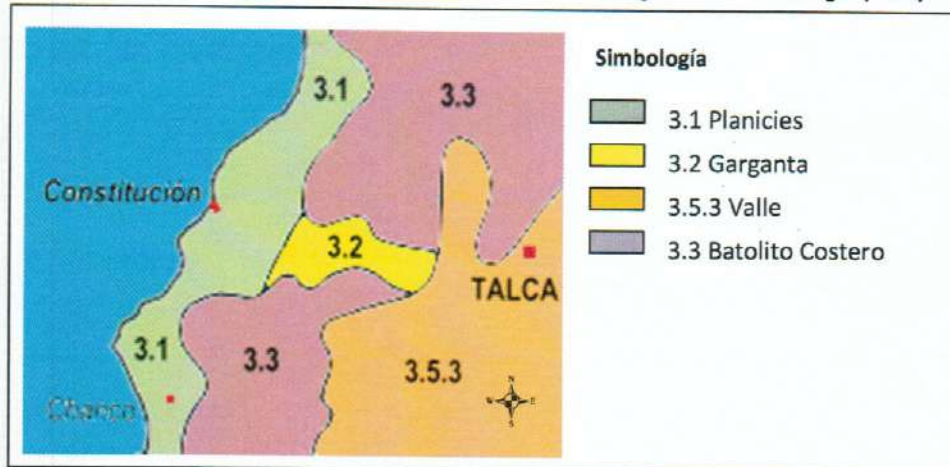 Simbología
3.1 Planicies
3.2 Garganta
3.5.3 Valle
3.3 Batolito Costero
3.1
3.3
Constitución
3.2
TALCA
3.1
3.3
3.5.3
Chanco
N
W E
S